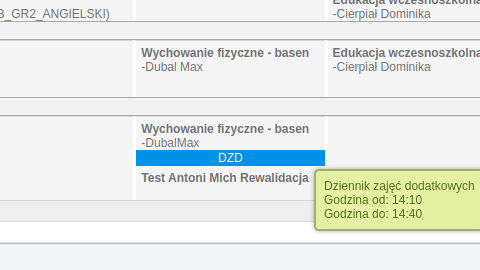 Edukacja wczesnoszkolna
B_GR2_ANGIELSKI)
-Cierpiał Dominika
Wychowanie fizyczne - basen
-Dubal Max
Edukacja wczesnoszkolna
-Cierpiał Dominika
Wychowanie fizyczne - basen
-DubalMax
DZD
Test Antoni Mich Rewalidacja
Dziennik zajęć dodatkowych
Godzina od: 14:10
Godzina do: 14:40